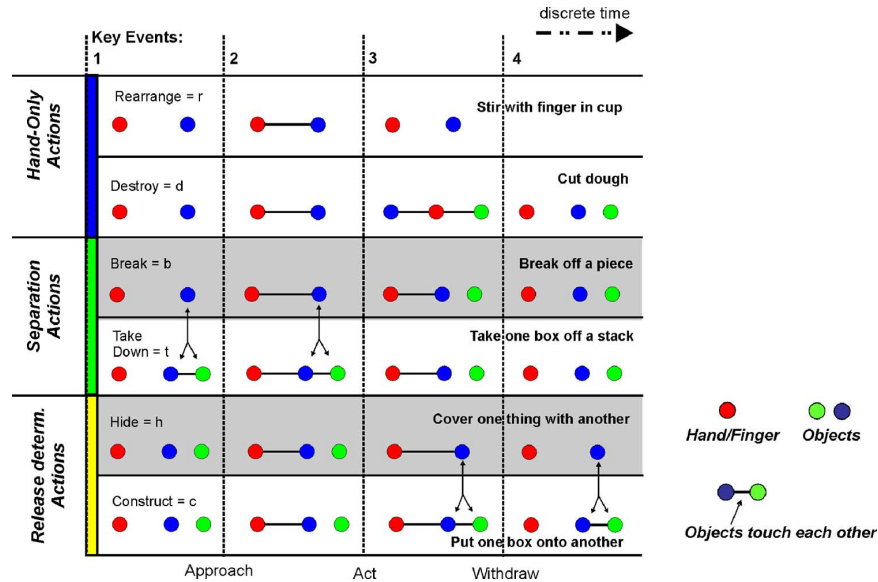 discrete time
Key Events:
1 2 3 4
Hand-Only
Actions
Rearrange = r
Stir with finger in cup
Destroy = d
Cut dough
Separation
Actions
Break = b
Break off a piece
Take
Down = t
Take one box off a stack
Release determ.
Actions
Hide = h
Cover one thing with another
Construct = c
Put one box onto another
Approach Act Withdraw
Hand/Finger Objects
Objects touch each other